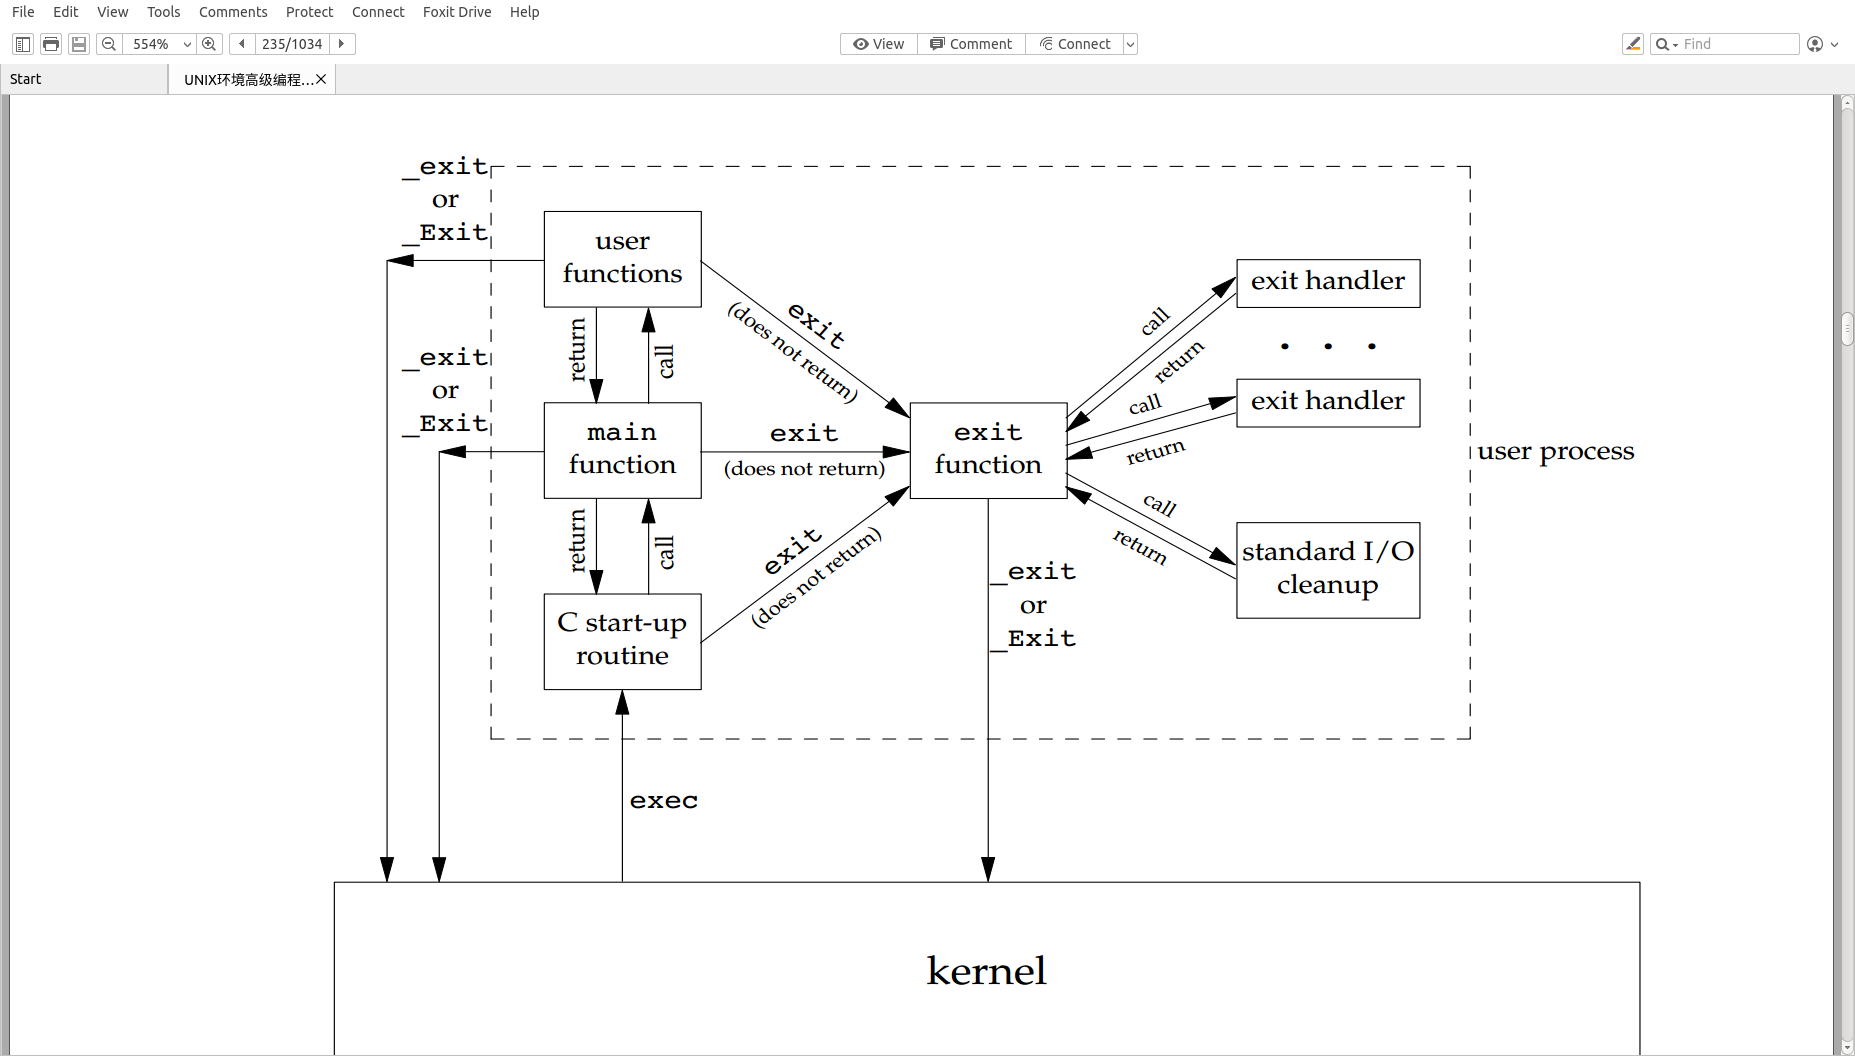 File Edit View Tools Comments Protect Connect Foxit Drive Help
554% 235/1034 View Comment Connect Find
Start UNIX环境高级编程...
_exit
or
_Exit
user
functions
exit
(does not return)
return
call
_exit
or
_Exit
main
function
exit
(does not return)
exit
function
call
return
exit handler
. . .
call
return
exit handler
user process
return
call
exit
(does not return)
call
return
standard I/O
cleanup
C start-up
routine
_exit
or
_Exit
exec
kernel